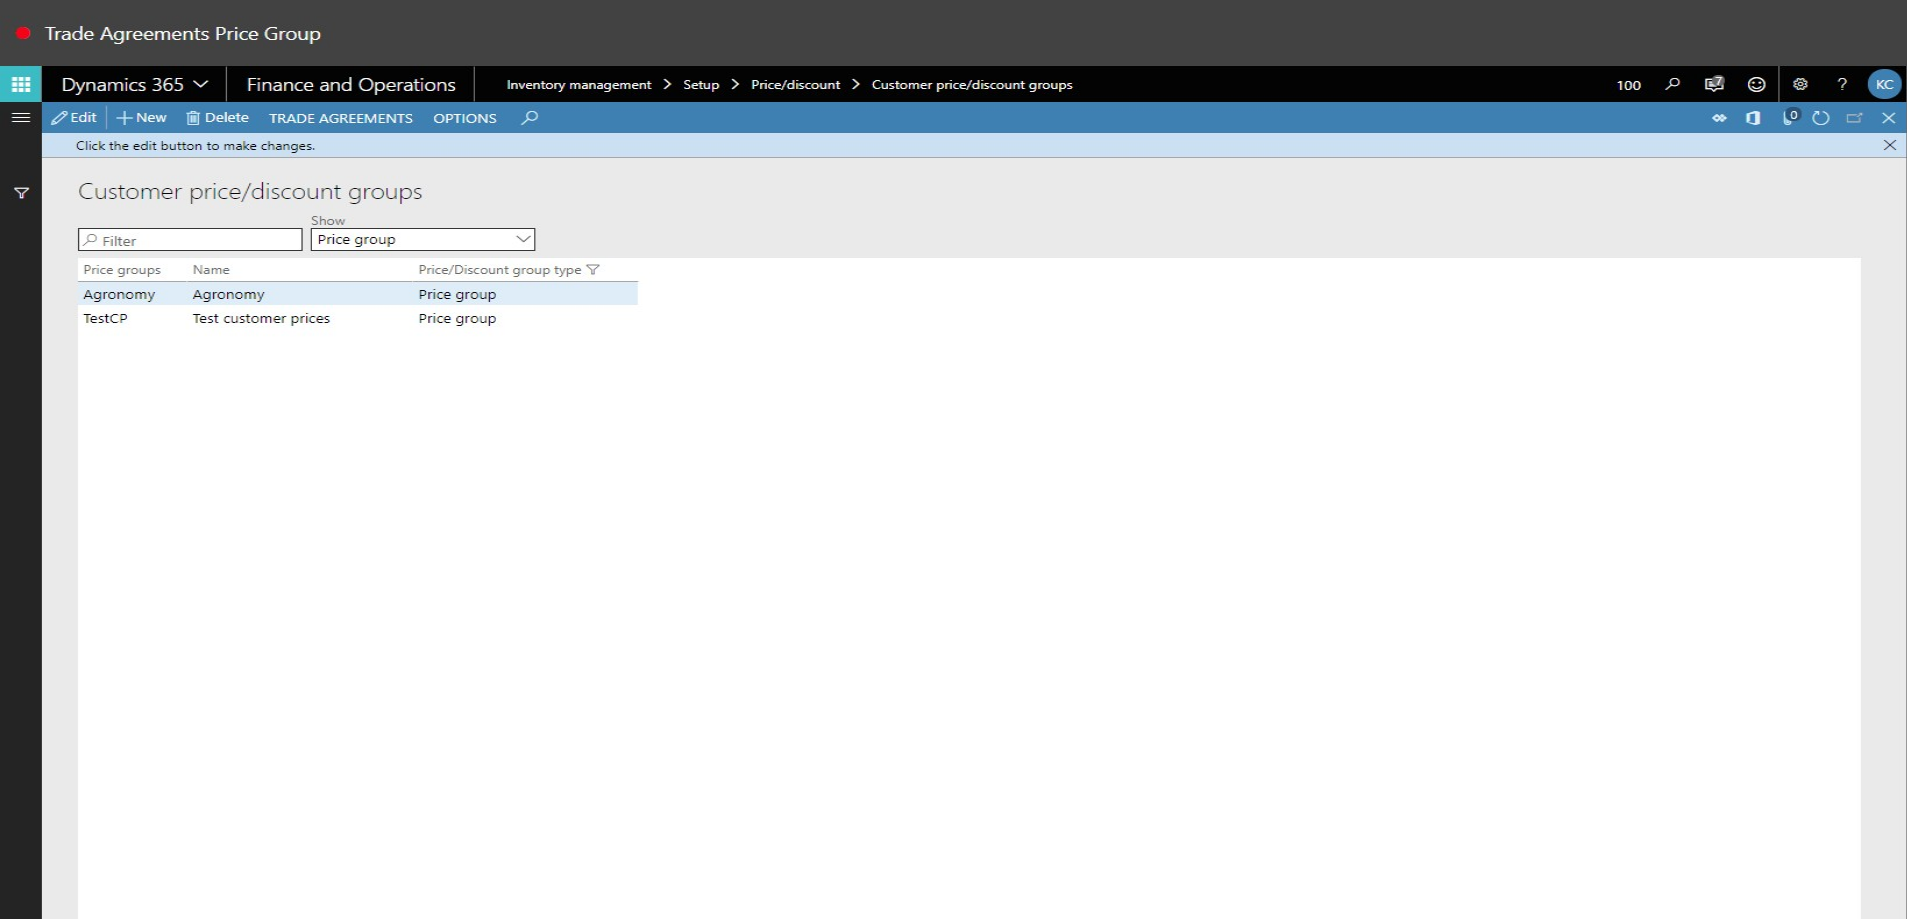 Trade Agreements Price Group
Dynamics 365 Finance and Operations Inventory management > Setup > Price/discount > Customer price/discount groups 100 7 ? KC
Edit + New Delete TRADE AGREEMENTS OPTIONS 0
Click the edit button to make changes.
Customer price/discount groups
Show
Filter Price group
Price groups Name Price/Discount group type
Agronomy Agronomy Price group
TestCP Test customer prices Price group